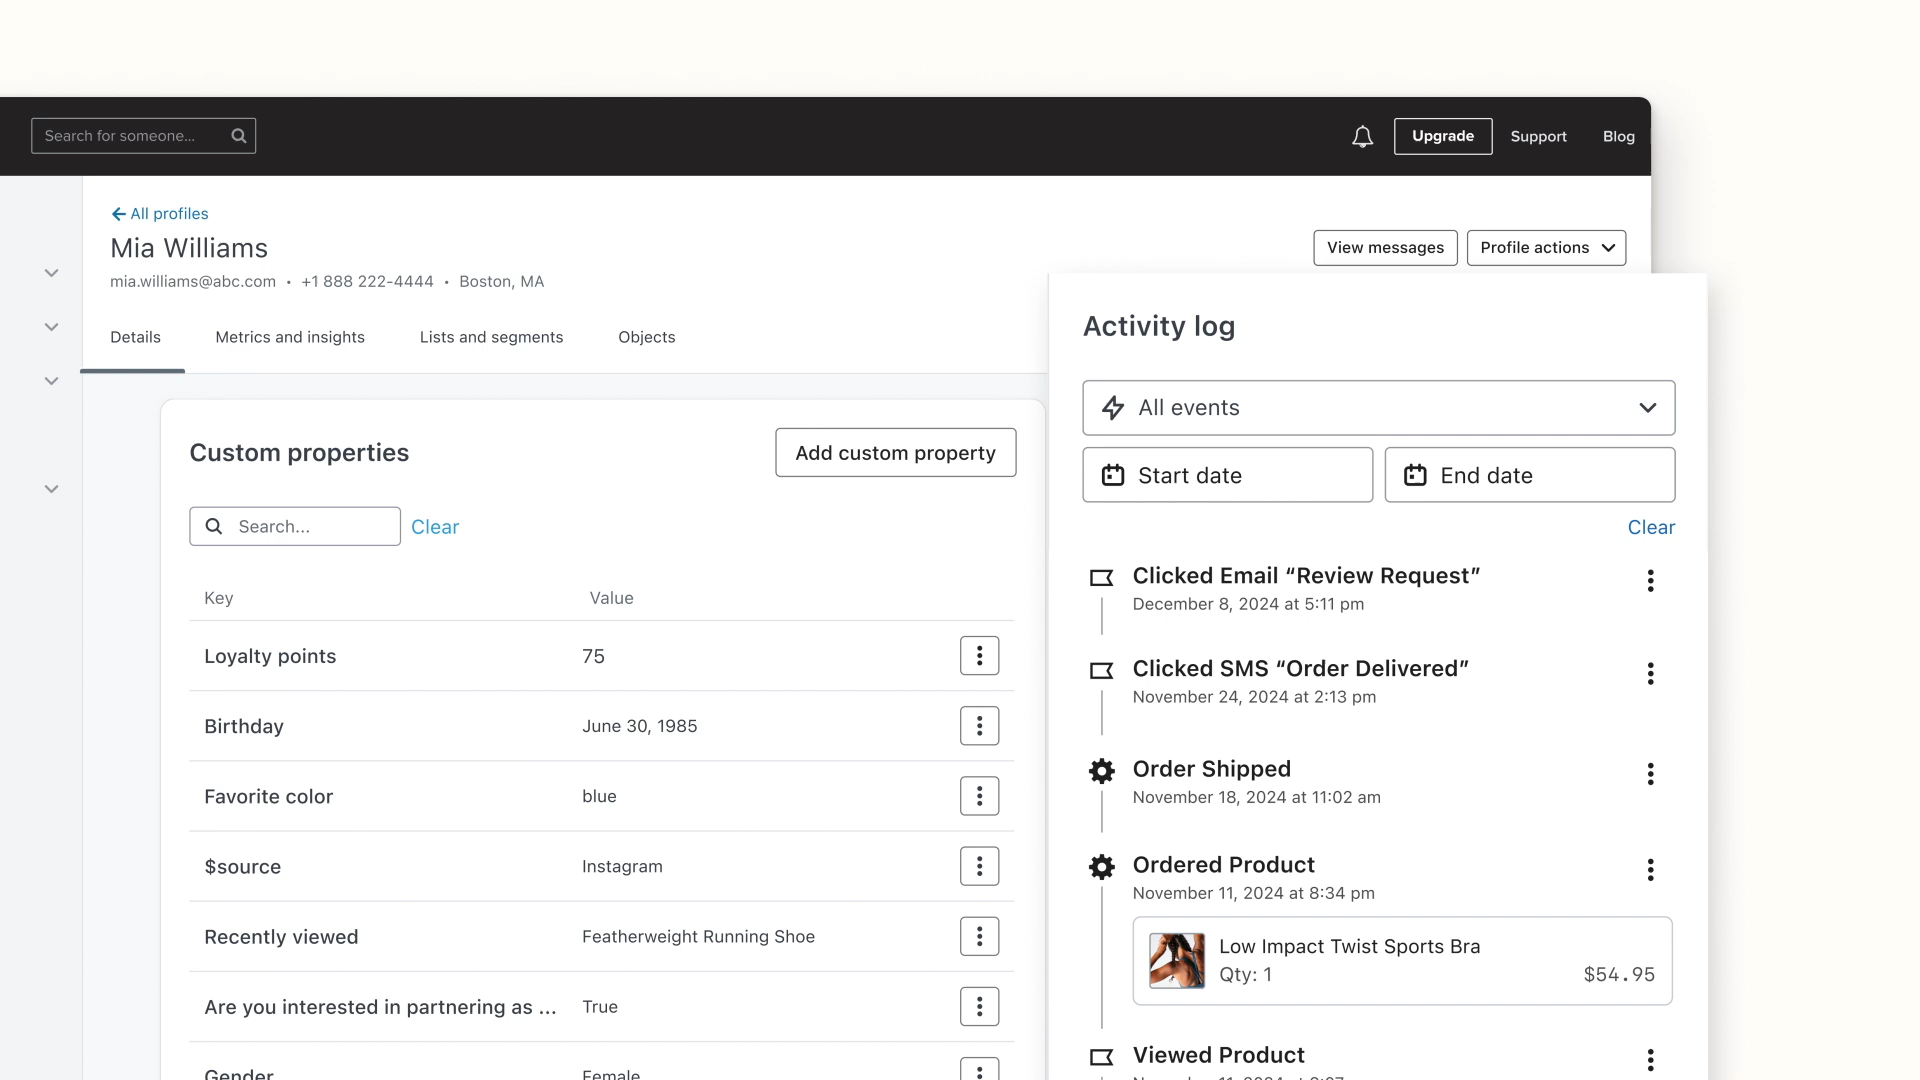 Search for someone...
Upgrade
Support
Blog
All profiles
Mia Williams
mia.williams@abc.com • +1 888 222-4444 • Boston, MA
View messages
Profile actions
Details
Metrics and insights
Lists and segments
Objects
Custom properties
Add custom property
Search...
Clear
Key Value
Loyalty points 75
Birthday June 30, 1985
Favorite color blue
$source Instagram
Recently viewed Featherweight Running Shoe
Are you interested in partnering as ... True
Gender Female
Activity log
All events
Start date
End date
Clear
Clicked Email “Review Request”
December 8, 2024 at 5:11 pm
Clicked SMS “Order Delivered”
November 24, 2024 at 2:13 pm
Order Shipped
November 18, 2024 at 11:02 am
Ordered Product
November 11, 2024 at 8:34 pm
Low Impact Twist Sports Bra
Qty: 1 $54.95
Viewed Product